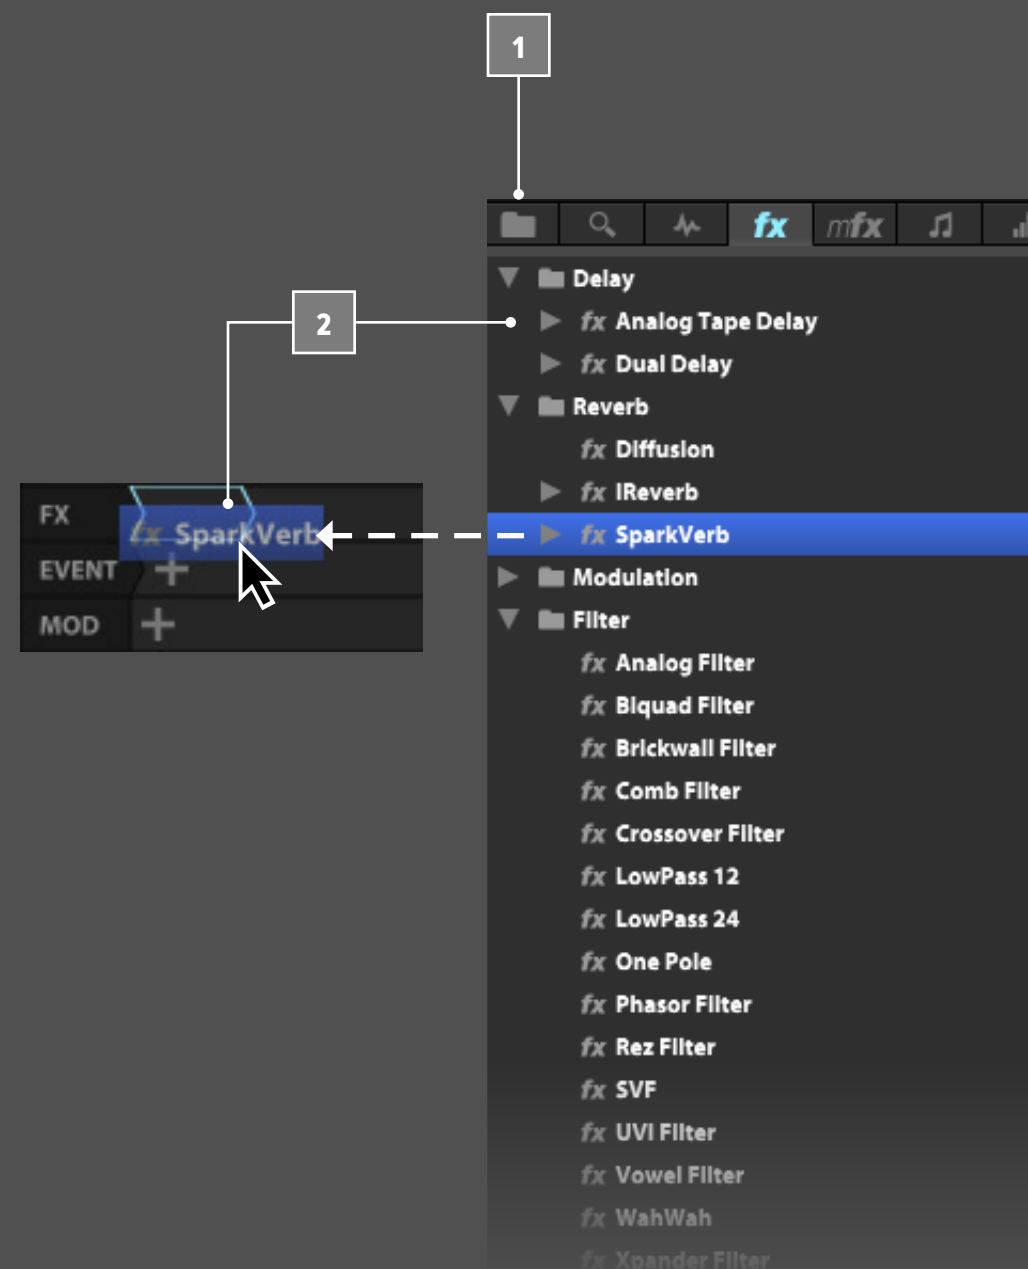 1
fx mfx
Delay
2
fx Analog Tape Delay
fx Dual Delay
Reverb
fx Diffusion
fx IReverb
FX
fx SparkVerb
fx SparkVerb
EVENT
Modulation
MOD
Filter
fx Analog Filter
fx Biquad Filter
fx Brickwall Filter
fx Comb Filter
fx Crossover Filter
fx LowPass 12
fx LowPass 24
fx One Pole
fx Phasor Filter
fx Rez Filter
fx SVF
fx UVI Filter
fx Vowel Filter
fx WahWah
fx Xpander Filter